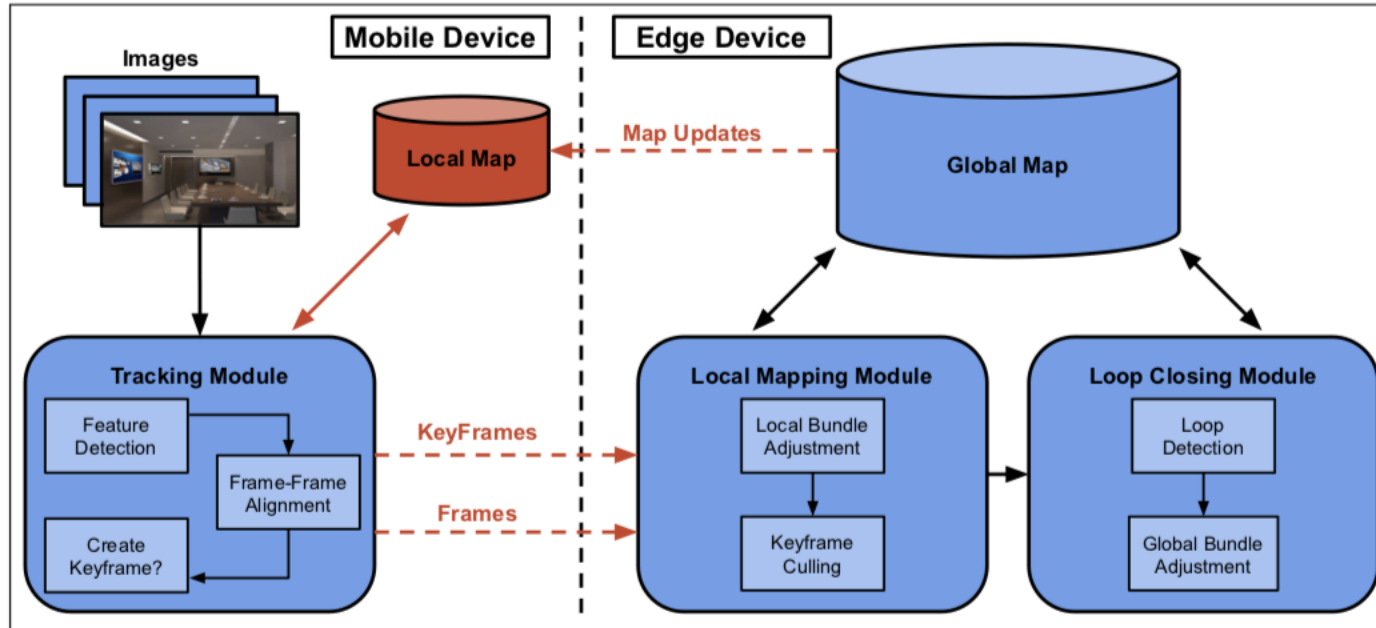 Mobile Device
Edge Device
Images
Local Map
Map Updates
Global Map
Tracking Module
Feature
Detection
Frame-Frame
Alignment
Create
Keyframe?
KeyFrames
Frames
Local Mapping Module
Local Bundle
Adjustment
Keyframe
Culling
Loop Closing Module
Loop
Detection
Global Bundle
Adjustment